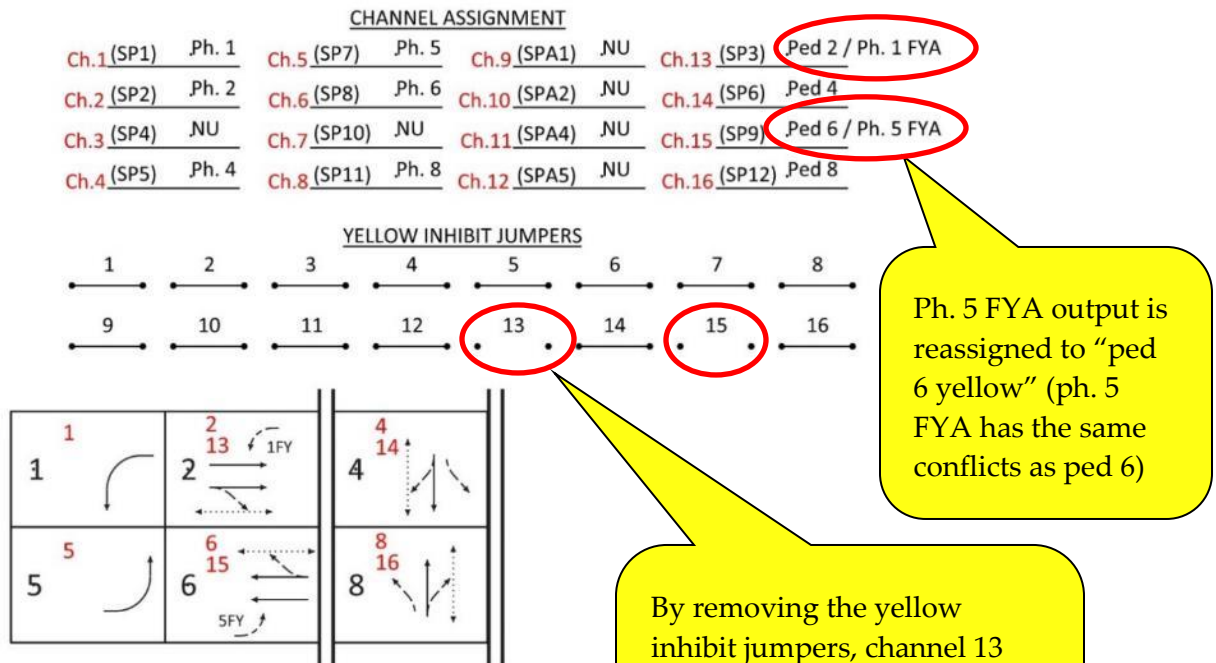 CHANNEL ASSIGNMENT
Ch.1 (SP1) Ph. 1 Ch.5 (SP7) Ph. 5 Ch.9 (SPA1) NU Ch.13 (SP3) Ped 2 / Ph. 1 FYA
Ch.2 (SP2) Ph. 2 Ch.6 (SP8) Ph. 6 Ch.10 (SPA2) NU Ch.14 (SP6) Ped 4
Ch.3 (SP4) NU Ch.7 (SP10) NU Ch.11 (SPA4) NU Ch.15 (SP9) Ped 6 / Ph. 5 FYA
Ch.4 (SP5) Ph. 4 Ch.8 (SP11) Ph. 8 Ch.12 (SPA5) NU Ch.16 (SP12) Ped 8
YELLOW INHIBIT JUMPERS
1 2 3 4 5 6 7 8
9 10 11 12 13 14 15 16
1 1
2 2 13 1FY
4 4 14
5 5
6 6 15 5FY
8 8 16
Ph. 5 FYA output is
reassigned to “ped
6 yellow” (ph. 5
FYA has the same
conflicts as ped 6)
By removing the yellow
inhibit jumpers, channel 13